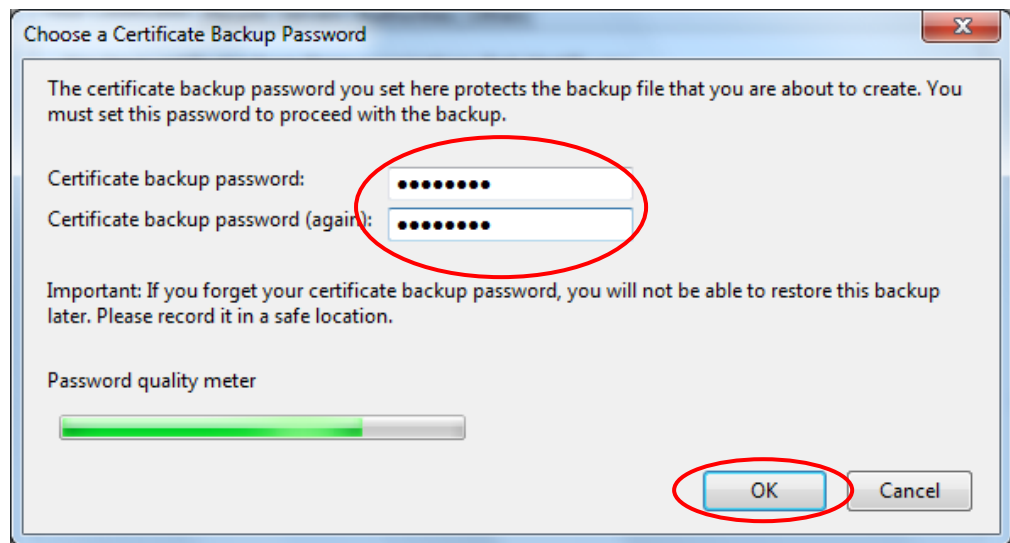 Choose a Certificate Backup Password
The certificate backup password you set here protects the backup file that you are about to create. You
must set this password to proceed with the backup.
Certificate backup password: ●●●●●●●●
Certificate backup password (again): ●●●●●●●●
Important: If you forget your certificate backup password, you will not be able to restore this backup
later. Please record it in a safe location.
Password quality meter
OK Cancel